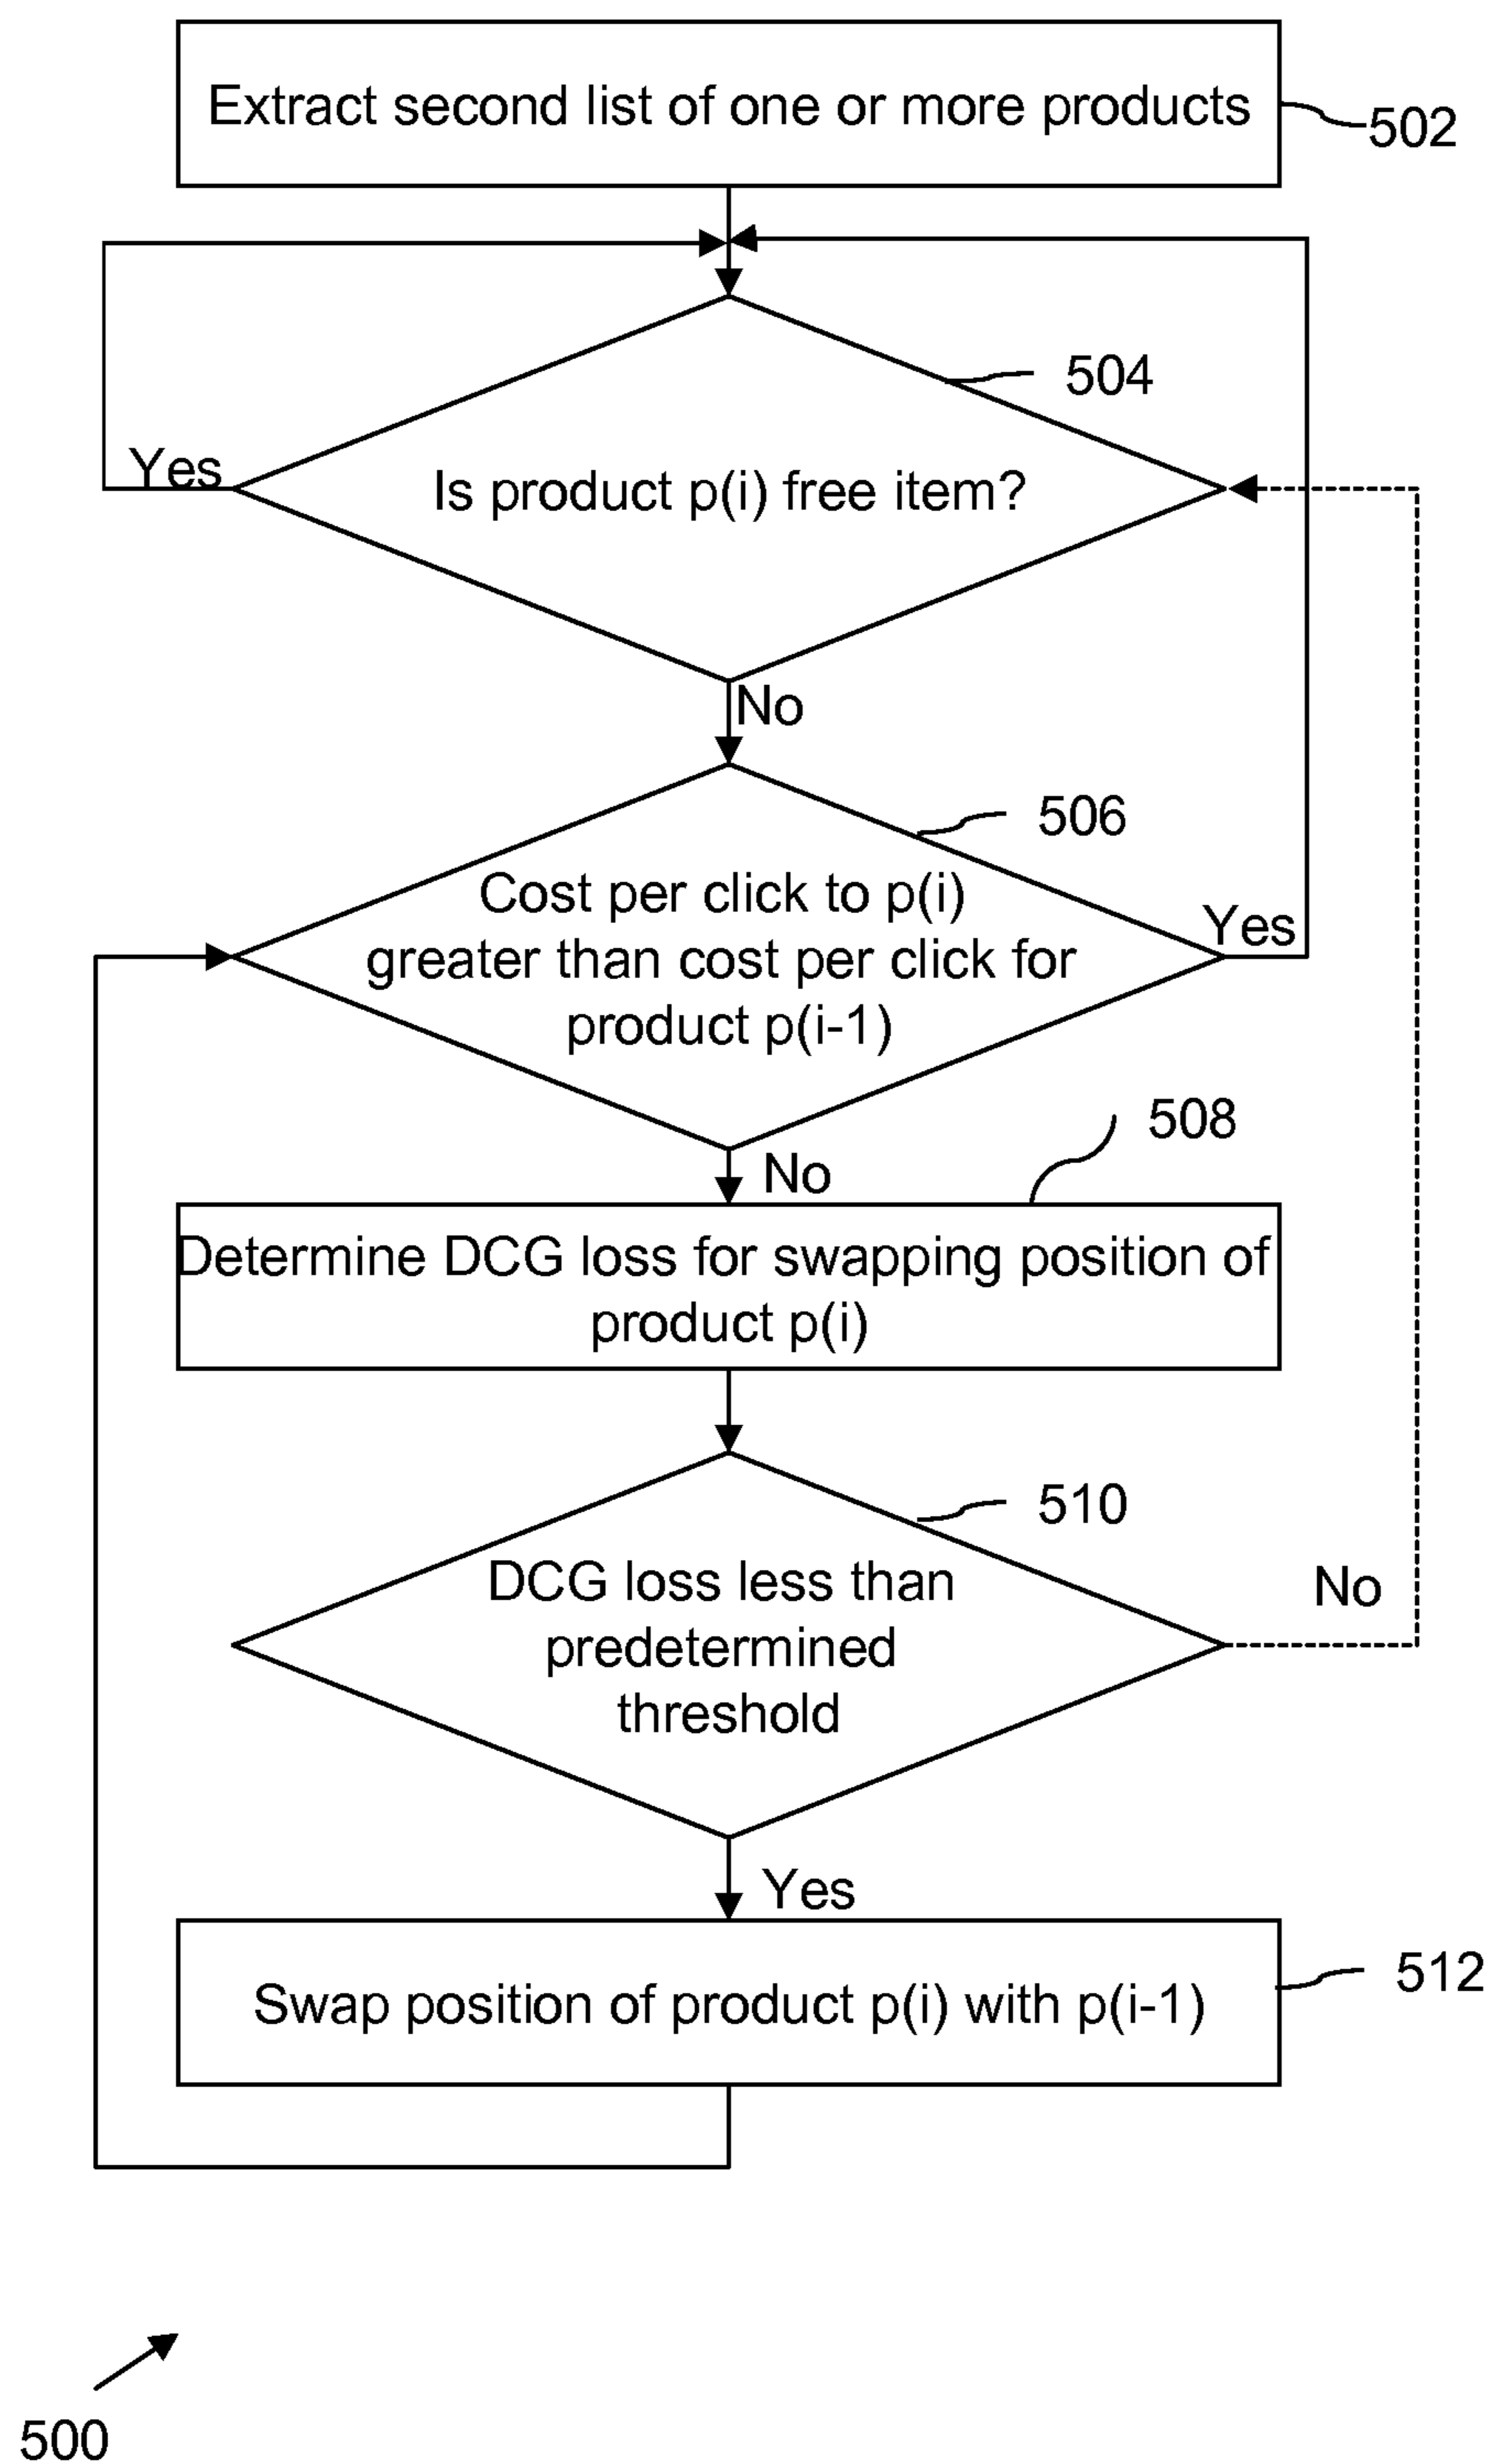 Extract second list of one or more products
502
504
Yes
Is product p(i) free item?
No
506
Cost per click to p(i)
greater than cost per click for
product p(i-1)
Yes
508
No
Determine DCG loss for swapping position of
product p(i)
510
DCG loss less than
predetermined
threshold
No
Yes
512
Swap position of product p(i) with p(i-1)
500